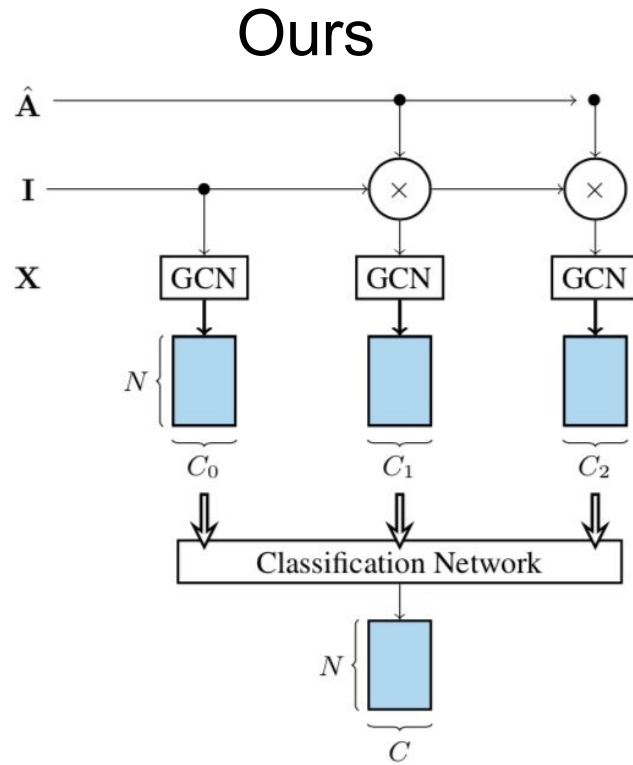 Ours
Â
I
× ×
X GCN GCN GCN
N
C₀ C₁ C₂
Classification Network
N
C